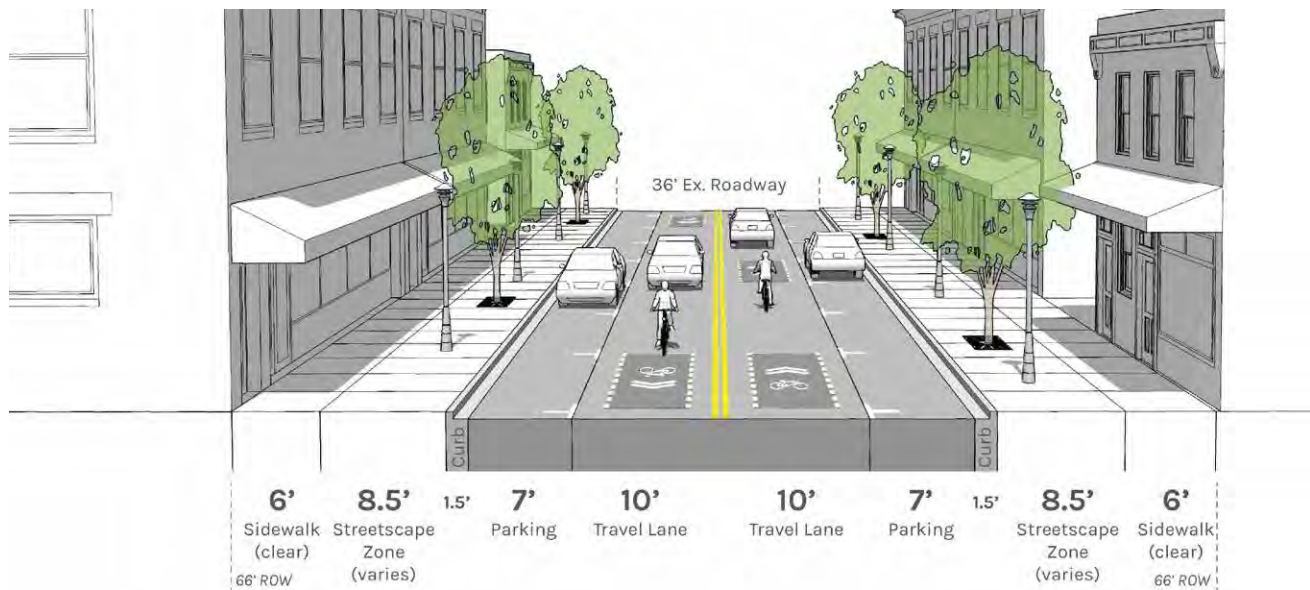 36' Ex. Roadway
Curb
Curb
6' 8.5' 1.5' 7' 10' 10' 7' 1.5' 8.5' 6'
Sidewalk Streetscape Parking Travel Lane Travel Lane Parking Streetscape Sidewalk
(clear) Zone Zone (clear)
(varies) (varies)
66' ROW 66' ROW